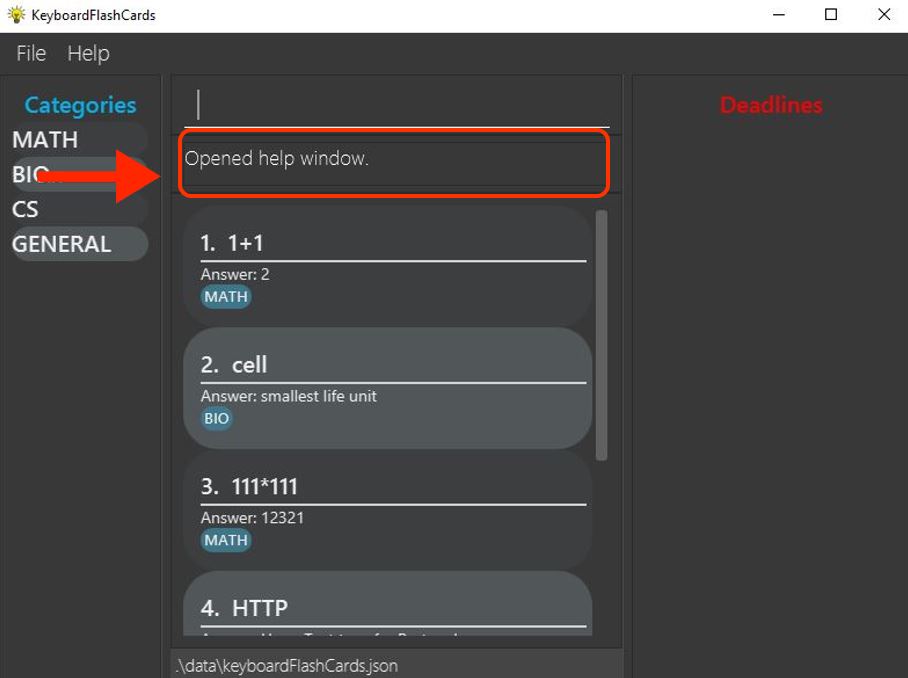 KeyboardFlashCards
File Help
Categories
MATH
BIO
CS
GENERAL
Opened help window.
1. 1+1
Answer: 2
MATH
2. cell
Answer: smallest life unit
BIO
3. 111*111
Answer: 12321
MATH
4. HTTP
.\data\keyboardFlashCards.json
Deadlines